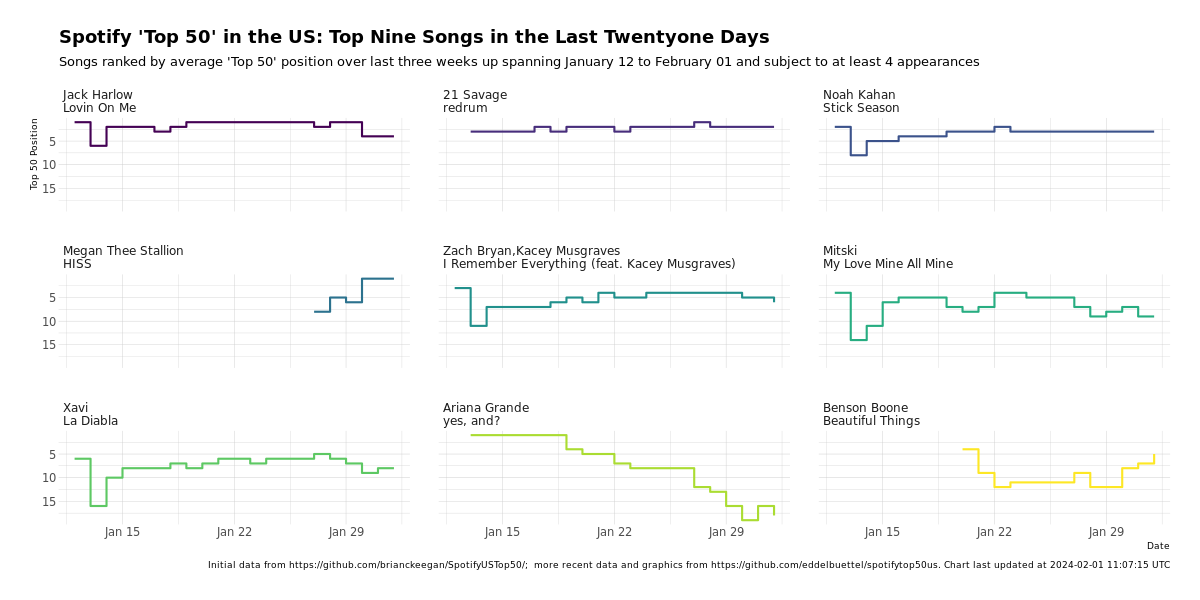 Spotify 'Top 50' in the US: Top Nine Songs in the Last Twentyone Days
Songs ranked by average 'Top 50' position over last three weeks up spanning January 12 to February 01 and subject to at least 4 appearances
Jack Harlow
Lovin On Me
21 Savage
redrum
Noah Kahan
Stick Season
Top 50 Position
5
10
15
Megan Thee Stallion
HISS
Zach Bryan,Kacey Musgraves
I Remember Everything (feat. Kacey Musgraves)
Mitski
My Love Mine All Mine
5
10
15
Xavi
La Diabla
Ariana Grande
yes, and?
Benson Boone
Beautiful Things
5
10
15
Jan 15 Jan 22 Jan 29
Jan 15 Jan 22 Jan 29
Jan 15 Jan 22 Jan 29
Date
Initial data from https://github.com/brianckeegan/SpotifyUSTop50/;  more recent data and graphics from https://github.com/eddelbuettel/spotifytop50us. Chart last updated at 2024-02-01 11:07:15 UTC